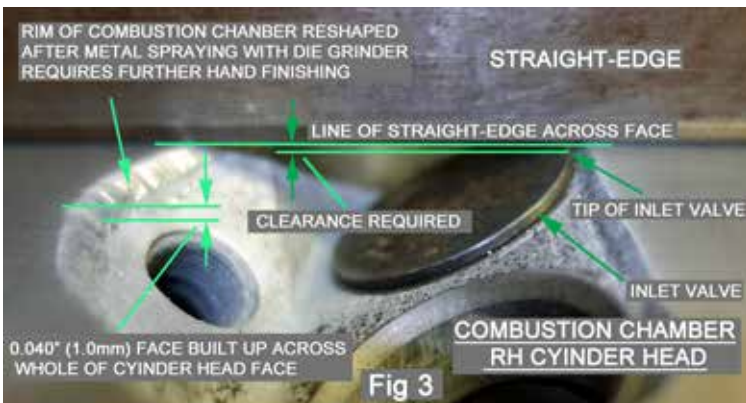 RIM OF COMBUSTION CHANBER RESHAPED
AFTER METAL SPRAYING WITH DIE GRINDER
REQUIRES FURTHER HAND FINISHING
STRAIGHT-EDGE
LINE OF STRAIGHT-EDGE ACROSS FACE
CLEARANCE REQUIRED
TIP OF INLET VALVE
INLET VALVE
0.040" (1.0mm) FACE BUILT UP ACROSS
WHOLE OF CYINDER HEAD FACE
COMBUSTION CHAMBER
RH CYINDER HEAD
Fig 3